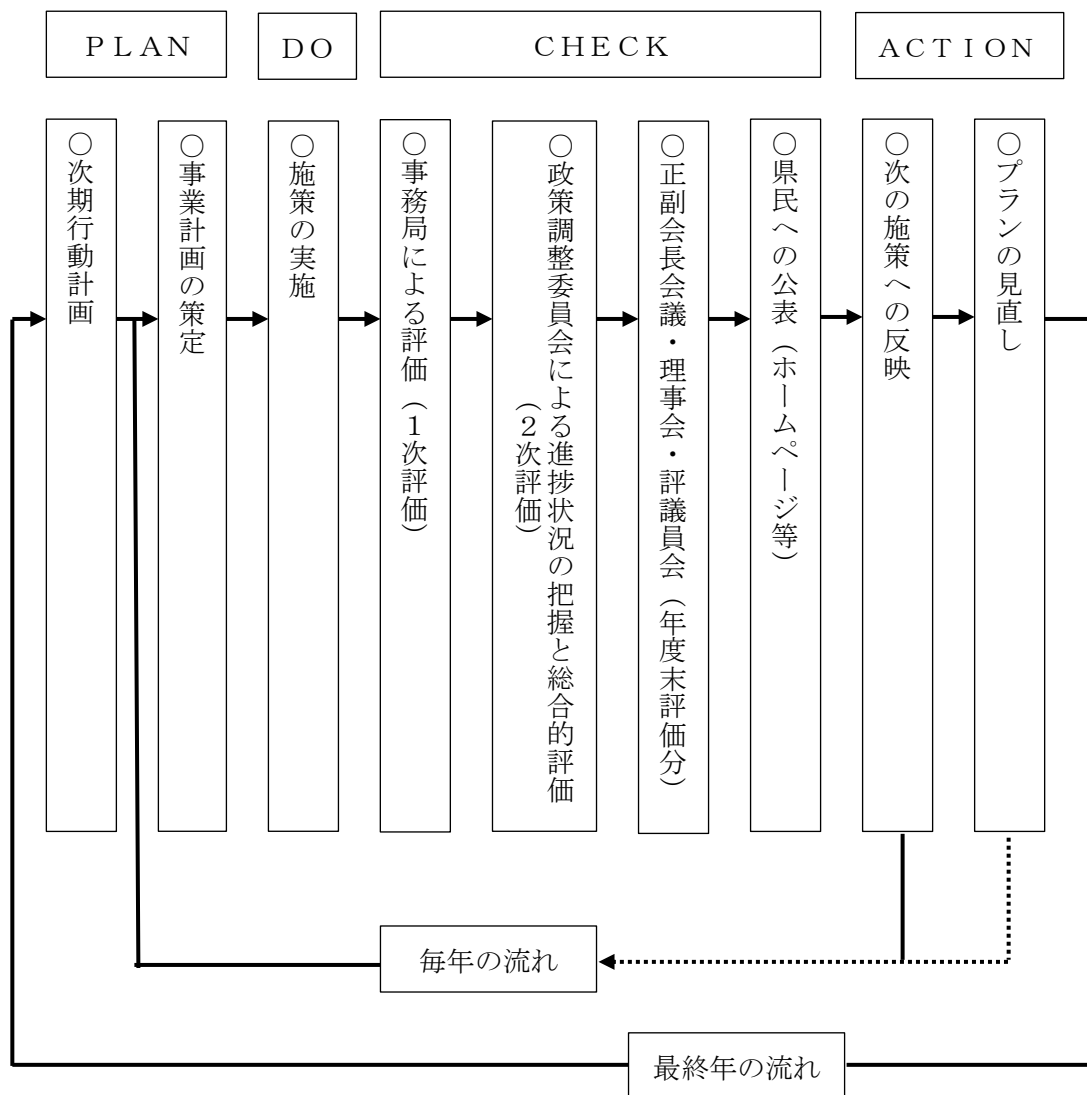 ＰＬＡＮ
ＤＯ
ＣＨＥＣＫ
ＡＣＴＩＯＮ
○次期行動計画
○事業計画の策定
○施策の実施
○事務局による評価（１次評価）
○政策調整委員会による進捗状況の把握と総合的評価
（２次評価）
○正副会長会議・理事会・評議員会（年度末評価分）
○県民への公表（ホームページ等）
○次の施策への反映
○プランの見直し
毎年の流れ
最終年の流れ